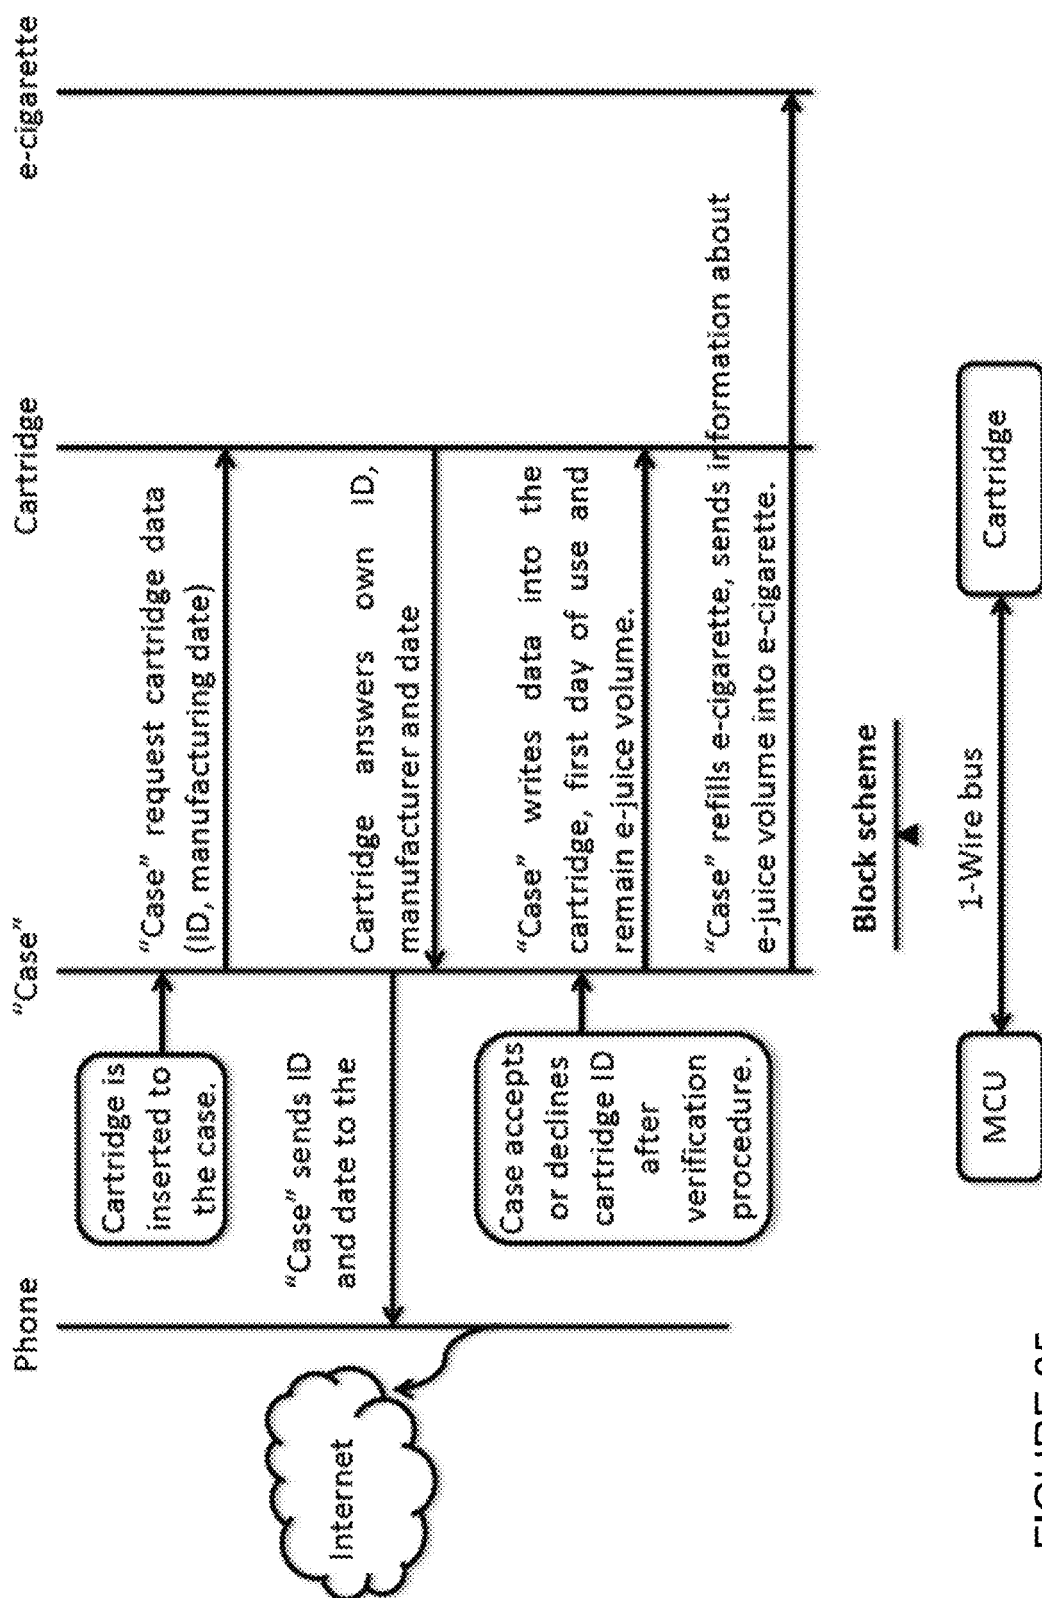 Phone
"Case"
Cartridge
e-cigarette
Cartridge is
inserted to
the case.
"Case" request cartridge data
(ID, manufacturing date)
"Case" sends ID
and date to the
Internet
Cartridge answers own ID,
manufacturer and date
Case accepts
or declines
cartridge ID
after
verification
procedure.
"Case" writes data into the
cartridge, first day of use and
remain e-juice volume.
"Case" refills e-cigarette, sends information about
e-juice volume into e-cigarette.
Block scheme
MCU
1-Wire bus
Cartridge
FIGURE